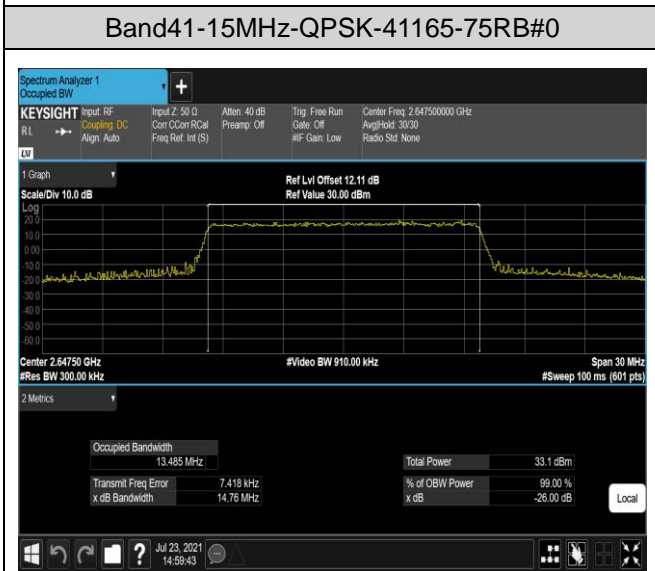 Band41-15MHz-QPSK-41165-75RB#0
Spectrum Analyzer 1
Occupied BW
+
KEYSIGHT Input: RF Input Z: 50 Ω Atten: 40 dB Trig: Free Run Center Freq: 2.647500000 GHz
RL Coupling: DC Corr CCorr RCal Preamp: Off Gate: Off Avg|Hold: 30/30
Align: Auto Freq Ref: Int (S) #IF Gain: Low Radio Std: None
LXI
1 Graph
Ref Lvl Offset 12.11 dB
Scale/Div 10.0 dB Ref Value 30.00 dBm
Log
20.0
10.0
0.00
-10.0
-20.0
-30.0
-40.0
-50.0
-60.0
Center 2.64750 GHz #Video BW 910.00 kHz Span 30 MHz
#Res BW 300.00 kHz #Sweep 100 ms (601 pts)
2 Metrics
Occupied Bandwidth
13.485 MHz Total Power 33.1 dBm
Transmit Freq Error 7.418 kHz % of OBW Power 99.00 %
x dB Bandwidth 14.76 MHz x dB -26.00 dB
Local
? Jul 23, 2021
14:59:43